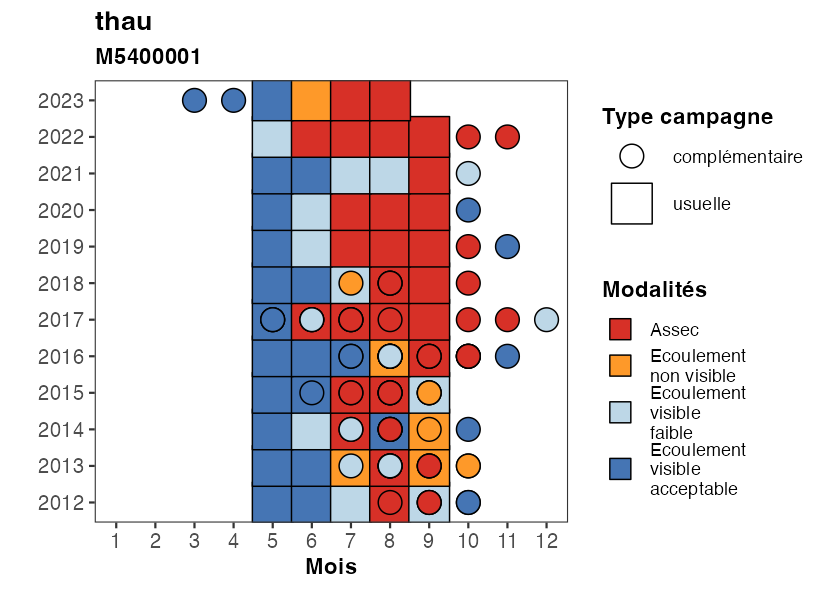 thau
M5400001
2023
2022
2021
2020
2019
2018
2017
2016
2015
2014
2013
2012
1 2 3 4 5 6 7 8 9 10 11 12
Mois
Type campagne
complémentaire
usuelle
Modalités
Assec
Ecoulement
non visible
Ecoulement
visible
faible
Ecoulement
visible
acceptable